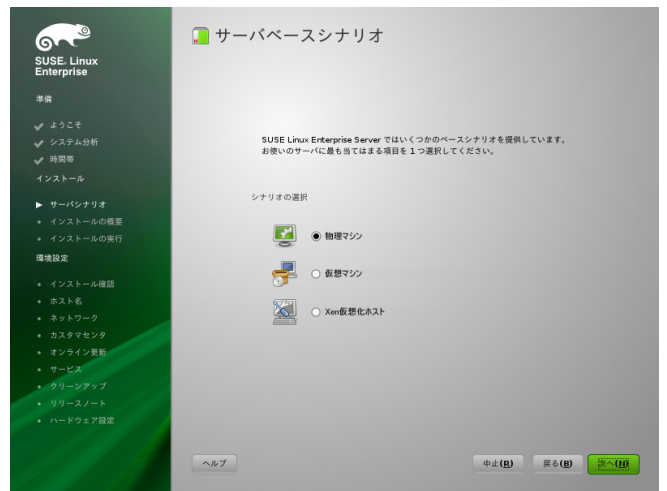 SUSE. Linux
Enterprise
準備
ようこそ
システム分析
時間帯
インストール
サーバシナリオ
インストールの概要
インストールの実行
環境設定
インストール確認
ホスト名
ネットワーク
カスタマセンタ
オンライン更新
サービス
クリーンアップ
リリースノート
ハードウェア設定
サーバベースシナリオ
SUSE Linux Enterprise Server ではいくつかのベースシナリオを提供しています。
お使いのサーバに最も当てはまる項目を 1 つ選択してください。
シナリオの選択
物理マシン
仮想マシン
Xen仮想化ホスト
ヘルプ
中止(R)
戻る(B)
次へ(N)